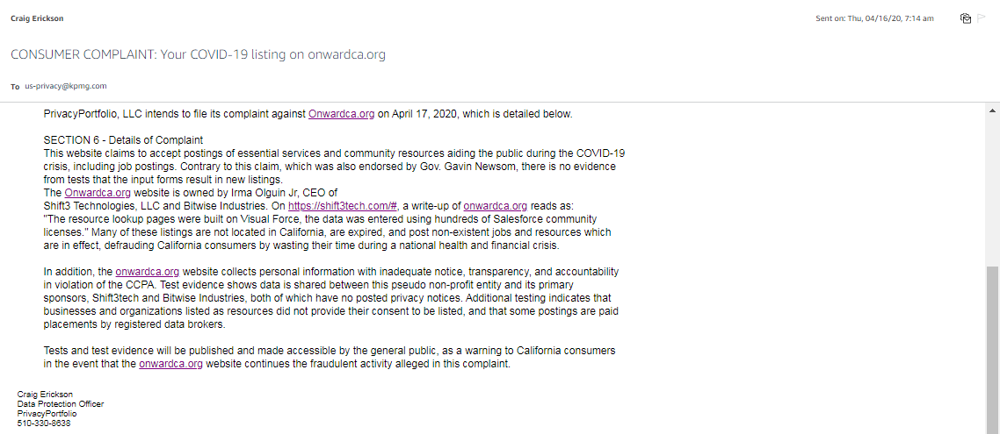 Craig Erickson
Sent on: Thu, 04/16/20, 7:14 am
CONSUMER COMPLAINT: Your COVID-19 listing on onwardca.org
To us-privacy@kpmg.com
PrivacyPortfolio, LLC intends to file its complaint against Onwardca.org on April 17, 2020, which is detailed below.
SECTION 6 - Details of Complaint
This website claims to accept postings of essential services and community resources aiding the public during the COVID-19
crisis, including job postings. Contrary to this claim, which was also endorsed by Gov. Gavin Newsom, there is no evidence
from tests that the input forms result in new listings.
The Onwardca.org website is owned by Irma Olguin Jr, CEO of
Shift3 Technologies, LLC and Bitwise Industries. On https://shift3tech.com/#, a write-up of onwardca.org reads as:
"The resource lookup pages were built on Visual Force, the data was entered using hundreds of Salesforce community
licenses." Many of these listings are not located in California, are expired, and post non-existent jobs and resources which
are in effect, defrauding California consumers by wasting their time during a national health and financial crisis.
In addition, the onwardca.org website collects personal information with inadequate notice, transparency, and accountability
in violation of the CCPA. Test evidence shows data is shared between this pseudo non-profit entity and its primary
sponsors, Shift3tech and Bitwise Industries, both of which have no posted privacy notices. Additional testing indicates that
businesses and organizations listed as resources did not provide their consent to be listed, and that some postings are paid
placements by registered data brokers.
Tests and test evidence will be published and made accessible by the general public, as a warning to California consumers
in the event that the onwardca.org website continues the fraudulent activity alleged in this complaint.
Craig Erickson
Data Protection Officer
PrivacyPortfolio
510-330-8638